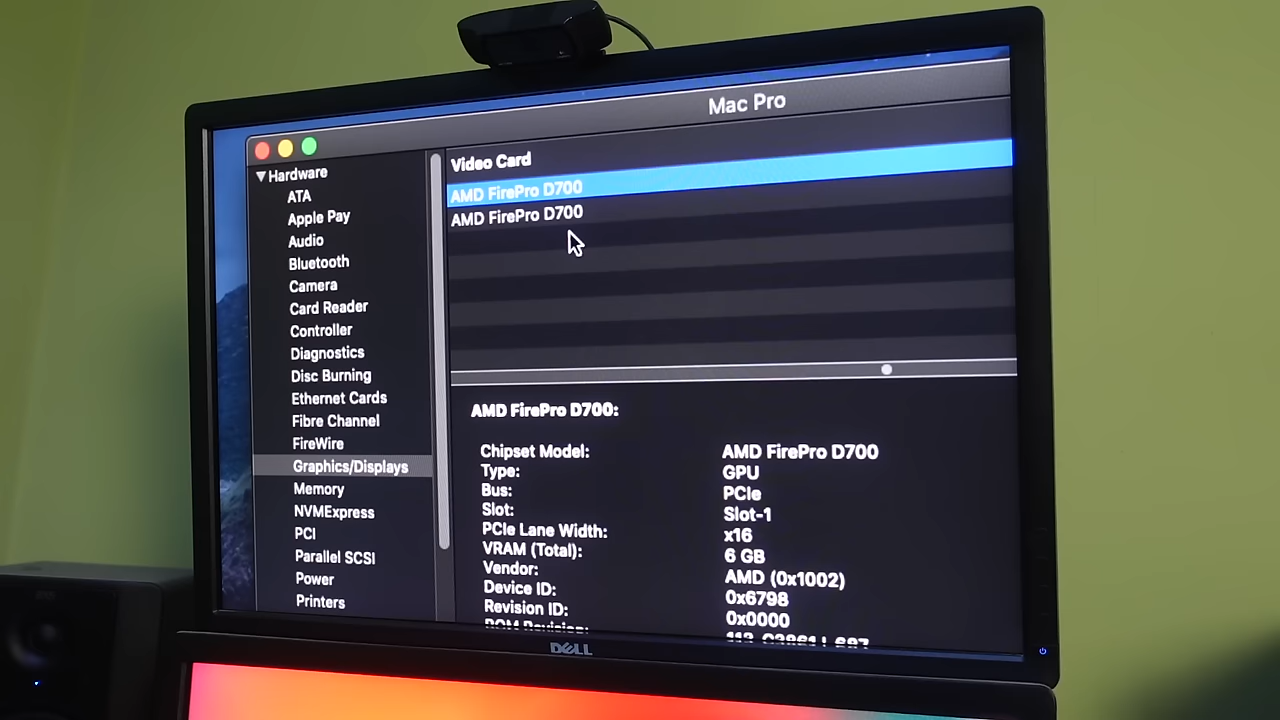 Mac Pro
Hardware
ATA
Apple Pay
Audio
Bluetooth
Camera
Card Reader
Controller
Diagnostics
Disc Burning
Ethernet Cards
Fibre Channel
FireWire
Graphics/Displays
Memory
NVMExpress
PCI
Parallel SCSI
Power
Printers
Video Card
AMD FirePro D700
AMD FirePro D700
AMD FirePro D700:
Chipset Model: AMD FirePro D700
Type: GPU
Bus: PCIe
Slot: Slot-1
PCIe Lane Width: x16
VRAM (Total): 6 GB
Vendor: AMD (0x1002)
Device ID: 0x6798
Revision ID: 0x0000
ROM Revision:
DELL